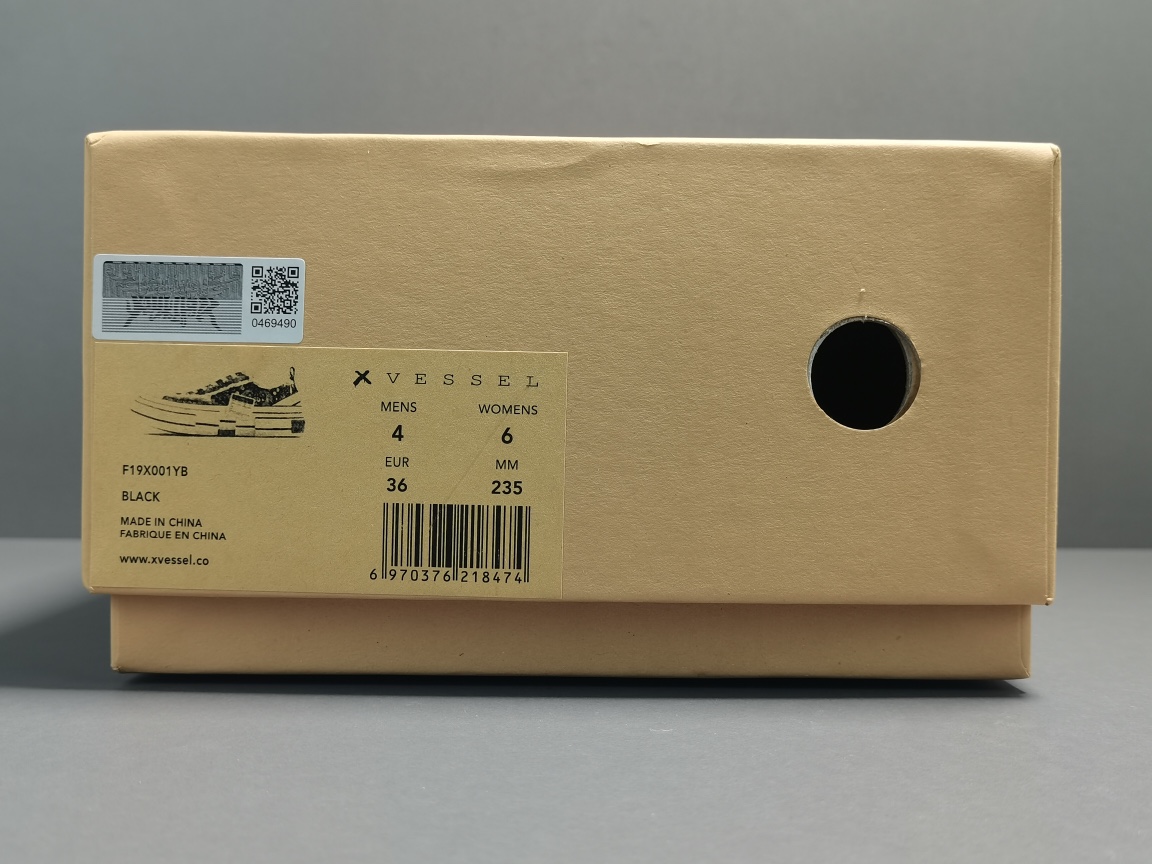 0469490
X VESSEL
MENS WOMENS
4 6
EUR MM
36 235
F19X001YB
BLACK
MADE IN CHINA
FABRIQUE EN CHINA
www.xvessel.co
6 970376 218474